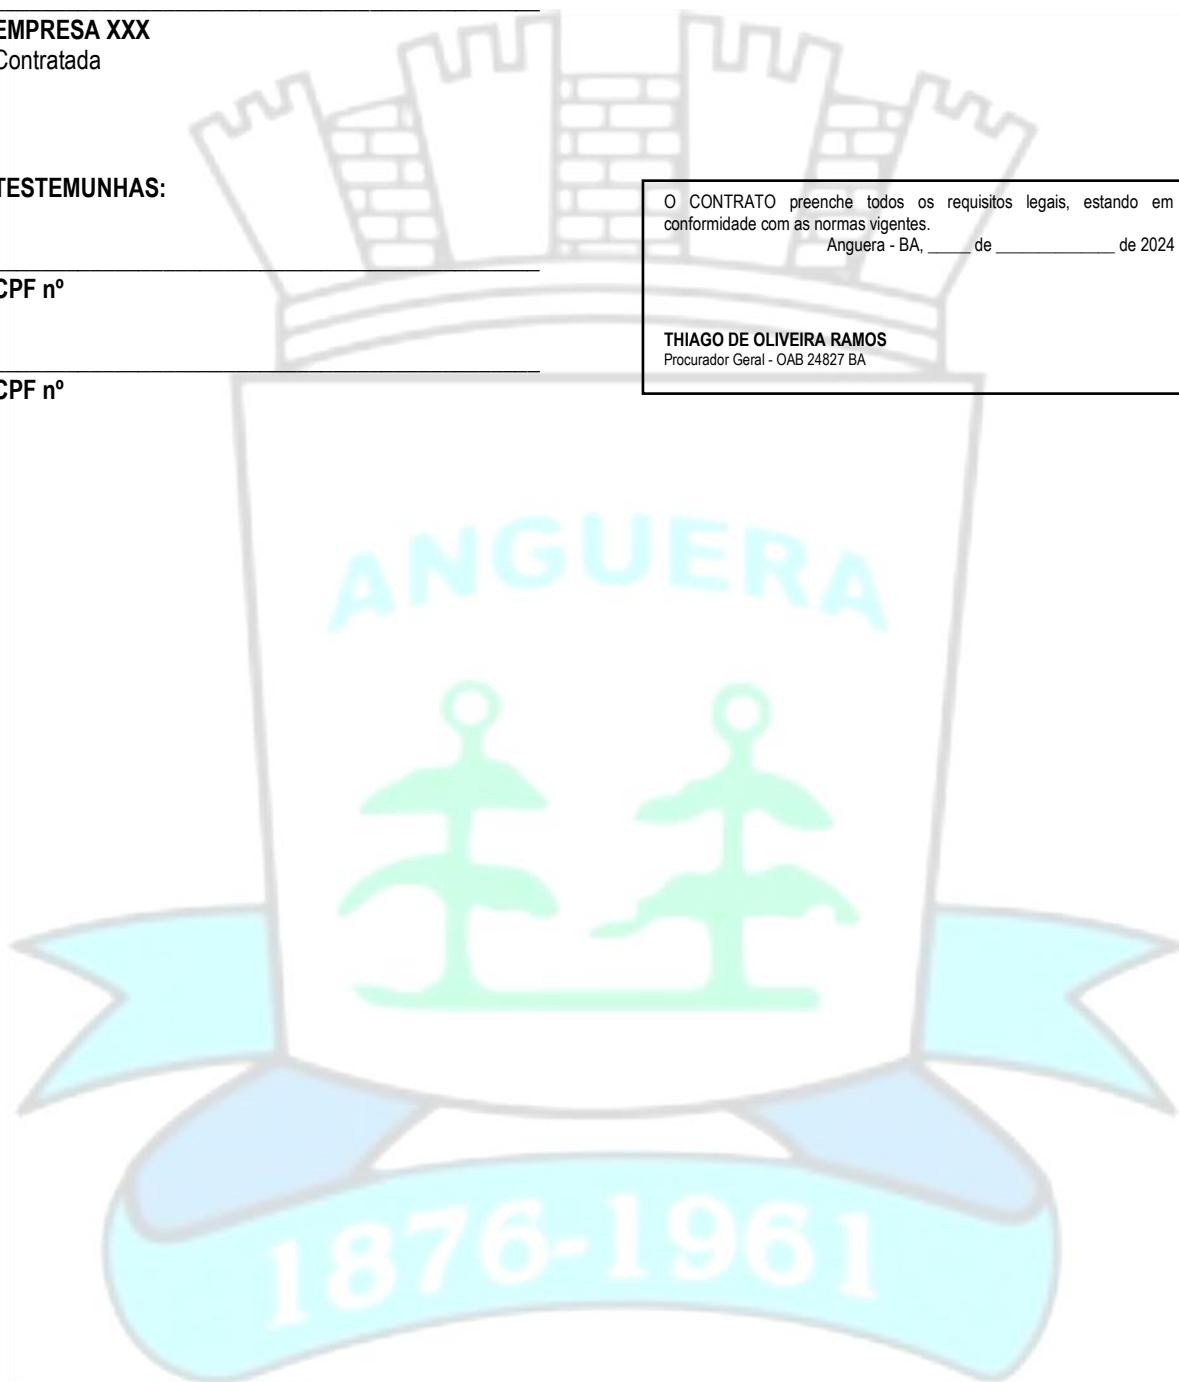 EMPRESA XXX
Contratada
TESTEMUNHAS:
CPF nº
CPF nº
O CONTRATO preenche todos os requisitos legais, estando em
conformidade com as normas vigentes.
Anguera - BA, _____ de ______________ de 2024
THIAGO DE OLIVEIRA RAMOS
Procurador Geral - OAB 24827 BA
ANGUERA
1876-1961